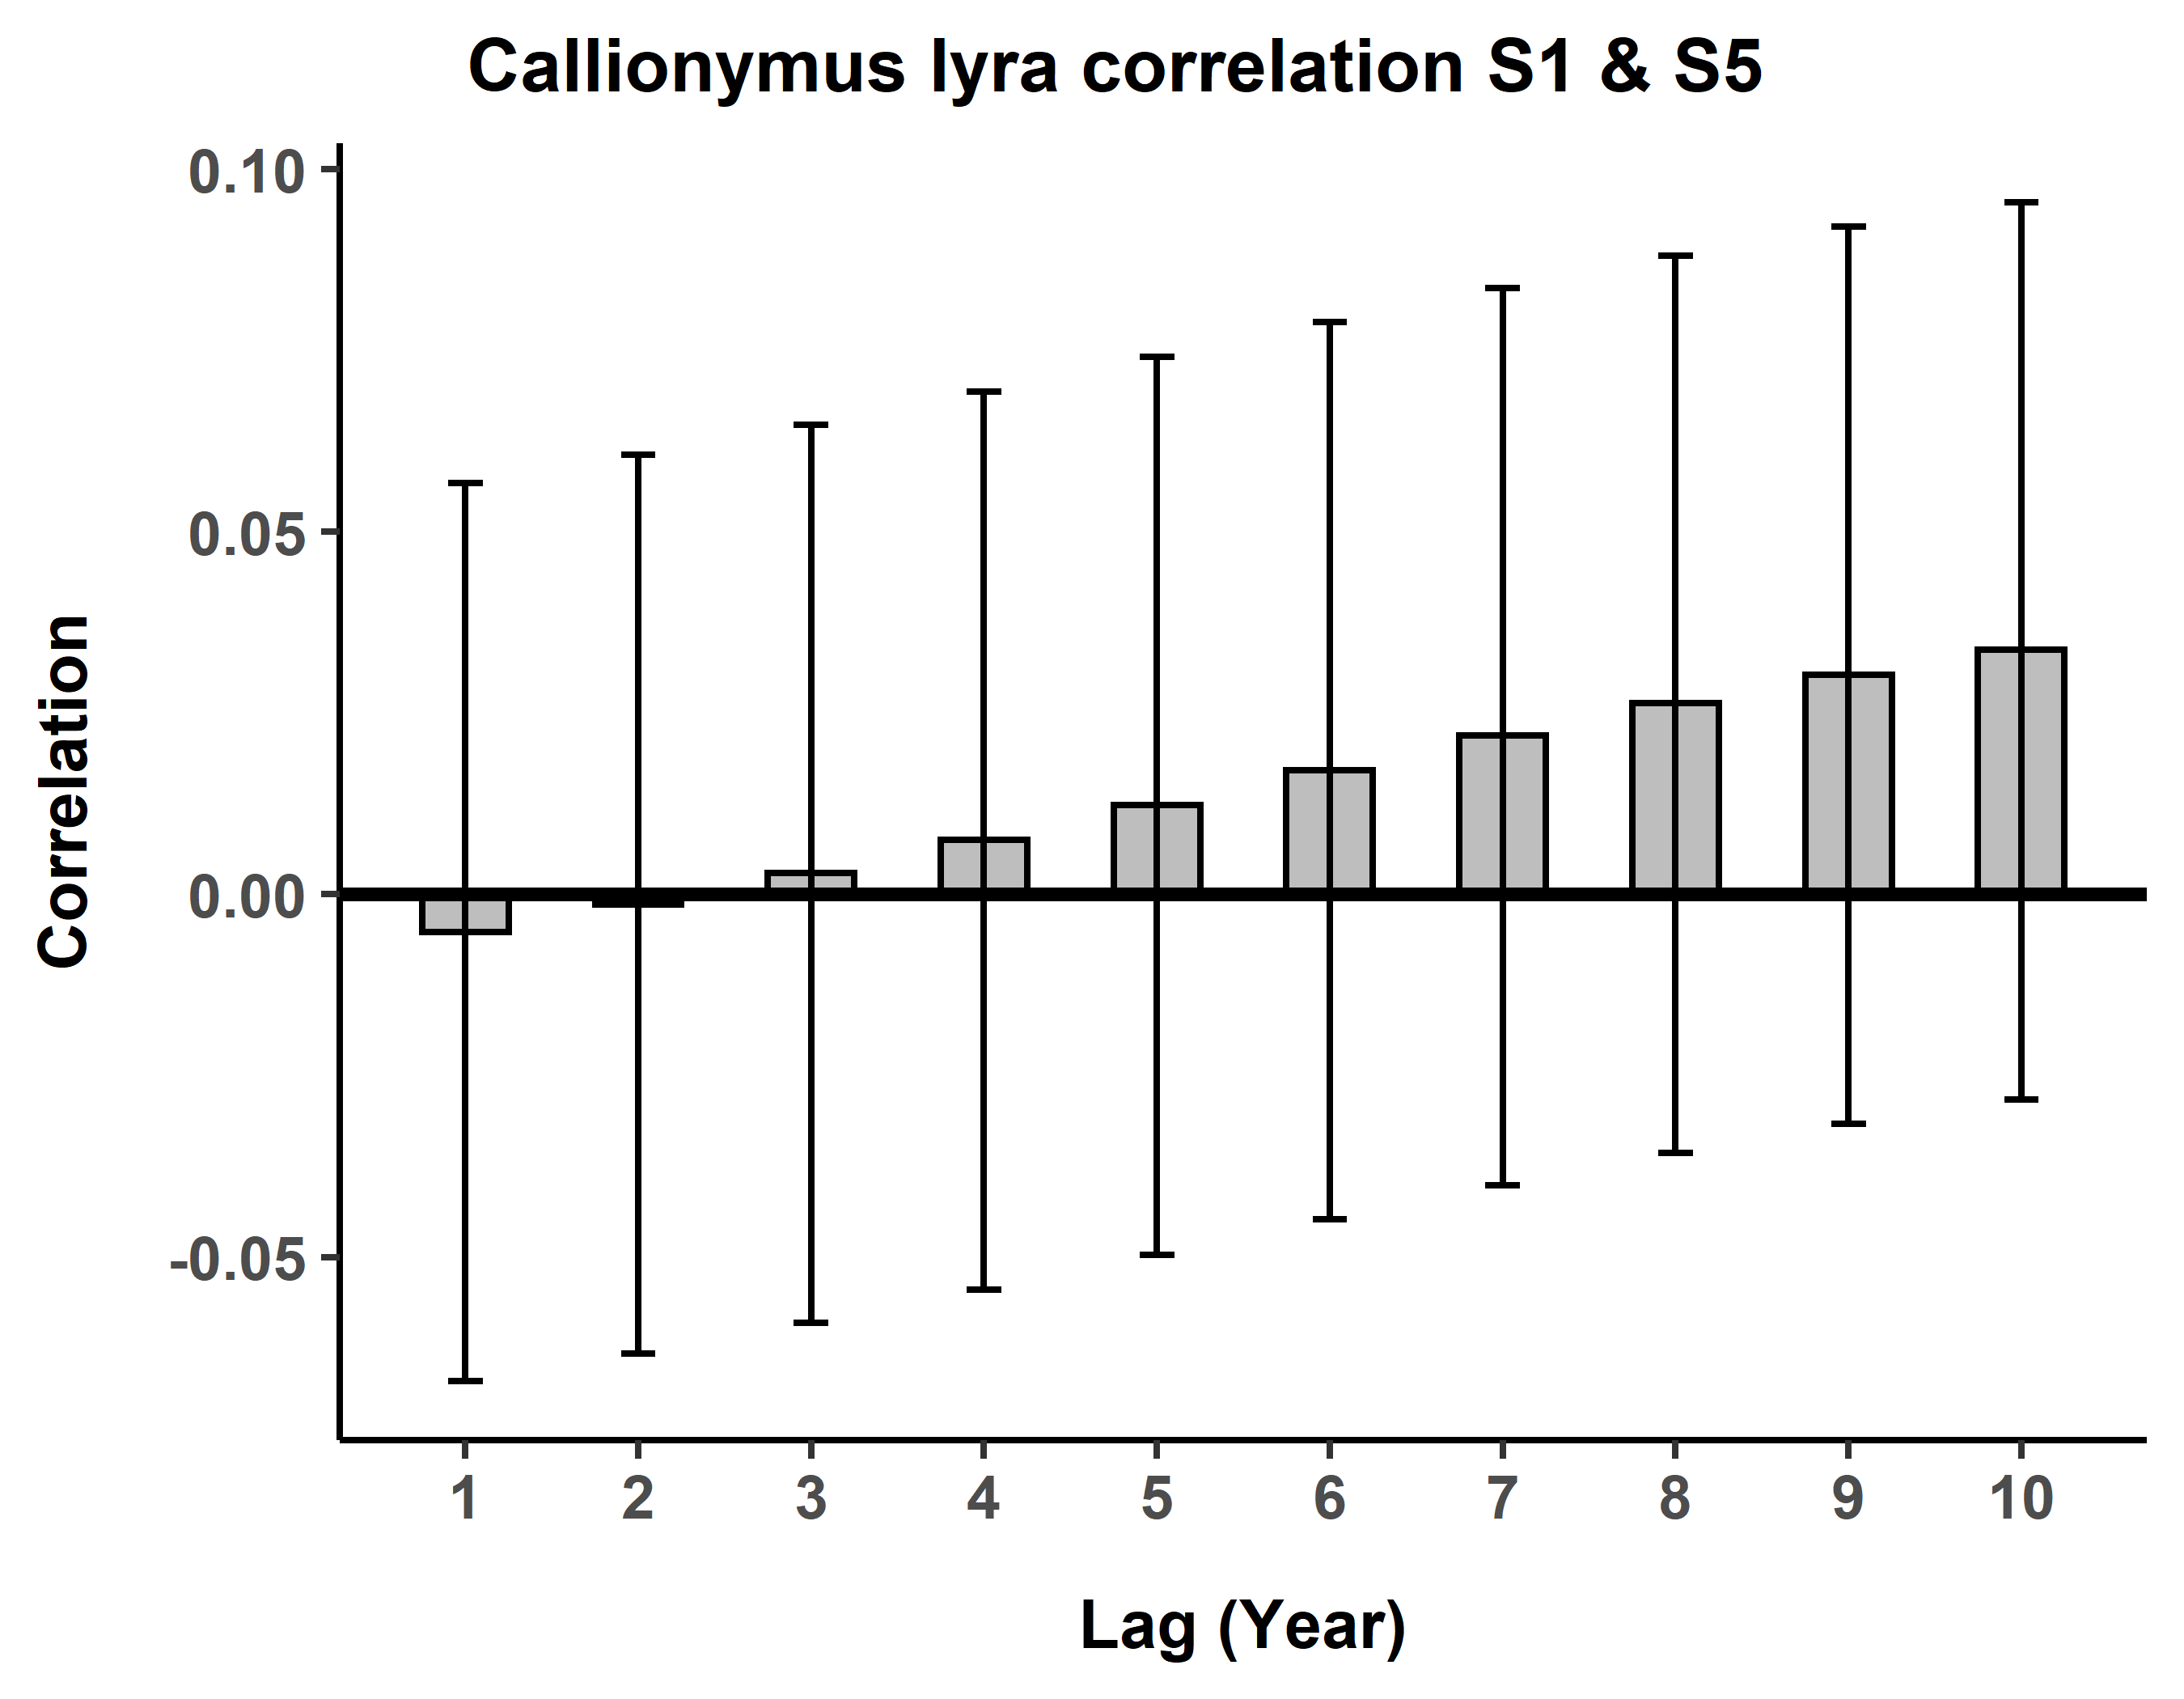 Callionymus lyra correlation S1 & S5
0.10
0.05
0.00
-0.05
Correlation
1 2 3 4 5 6 7 8 9 10
Lag (Year)